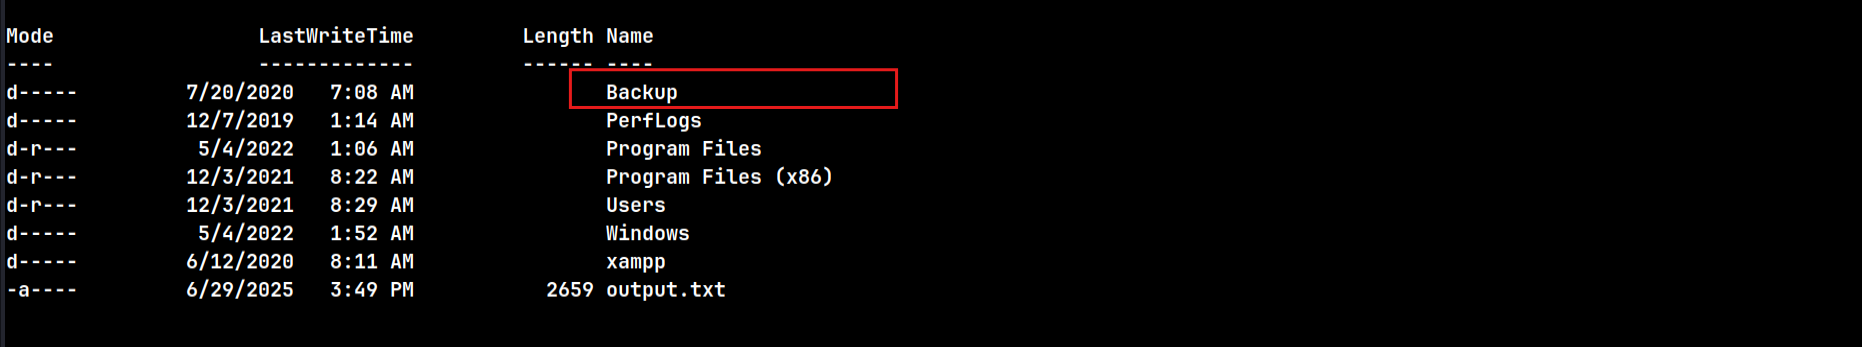 Mode                 LastWriteTime         Length Name
----                 -------------         ------ ----
d-----         7/20/2020   7:08 AM                Backup
d-----         12/7/2019   1:14 AM                PerfLogs
d-r---          5/4/2022   1:06 AM                Program Files
d-r---         12/3/2021   8:22 AM                Program Files (x86)
d-r---         12/3/2021   8:29 AM                Users
d-----          5/4/2022   1:52 AM                Windows
d-----         6/12/2020   8:11 AM                xampp
-a----         6/29/2025   3:49 PM           2659 output.txt